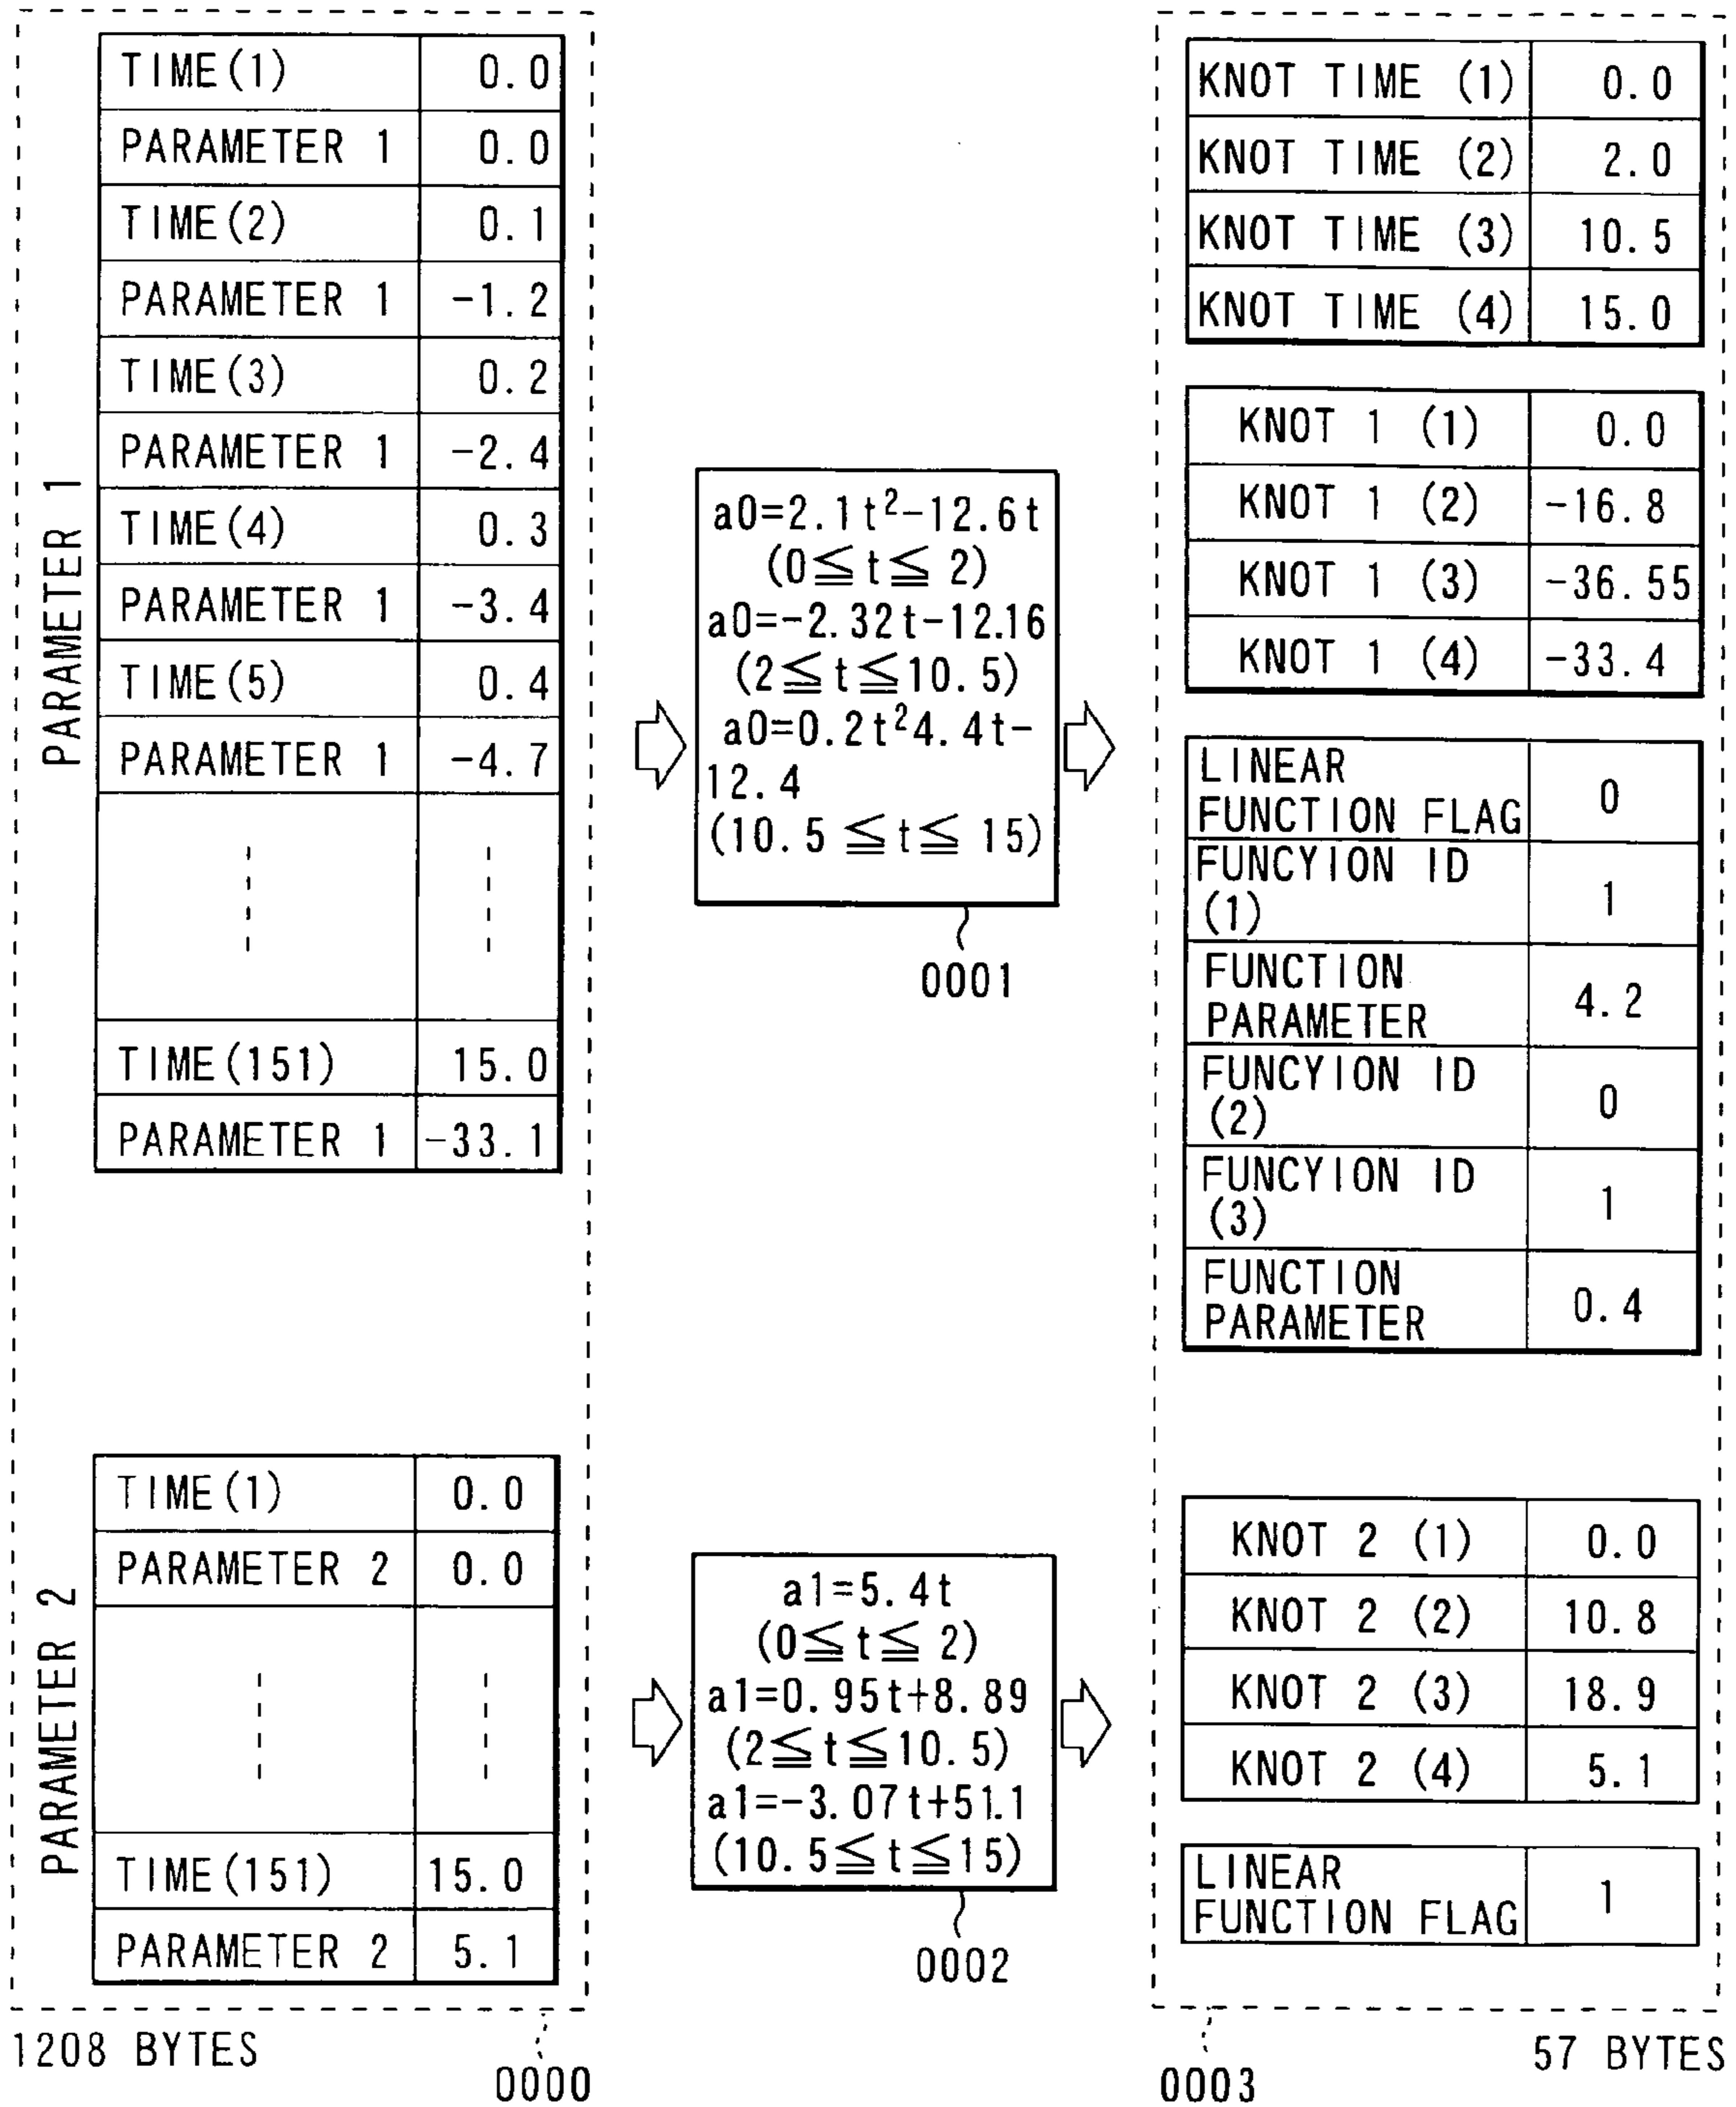 PARAMETER 1
TIME(1) 0.0
PARAMETER 1 0.0
TIME(2) 0.1
PARAMETER 1 -1.2
TIME(3) 0.2
PARAMETER 1 -2.4
TIME(4) 0.3
PARAMETER 1 -3.4
TIME(5) 0.4
PARAMETER 1 -4.7
TIME(151) 15.0
PARAMETER 1 -33.1
PARAMETER 2
TIME(1) 0.0
PARAMETER 2 0.0
TIME(151) 15.0
PARAMETER 2 5.1
1208 BYTES
0000
a0=2.1t²-12.6t
(0≦t≦2)
a0=-2.32t-12.16
(2≦t≦10.5)
a0=0.2t²4.4t-
12.4
(10.5≦t≦15)
0001
a1=5.4t
(0≦t≦2)
a1=0.95t+8.89
(2≦t≦10.5)
a1=-3.07t+51.1
(10.5≦t≦15)
0002
KNOT TIME (1) 0.0
KNOT TIME (2) 2.0
KNOT TIME (3) 10.5
KNOT TIME (4) 15.0
KNOT 1 (1) 0.0
KNOT 1 (2) -16.8
KNOT 1 (3) -36.55
KNOT 1 (4) -33.4
LINEAR
FUNCTION FLAG 0
FUNCYION ID
(1) 1
FUNCTION
PARAMETER 4.2
FUNCYION ID
(2) 0
FUNCYION ID
(3) 1
FUNCTION
PARAMETER 0.4
KNOT 2 (1) 0.0
KNOT 2 (2) 10.8
KNOT 2 (3) 18.9
KNOT 2 (4) 5.1
LINEAR
FUNCTION FLAG 1
0003
57 BYTES